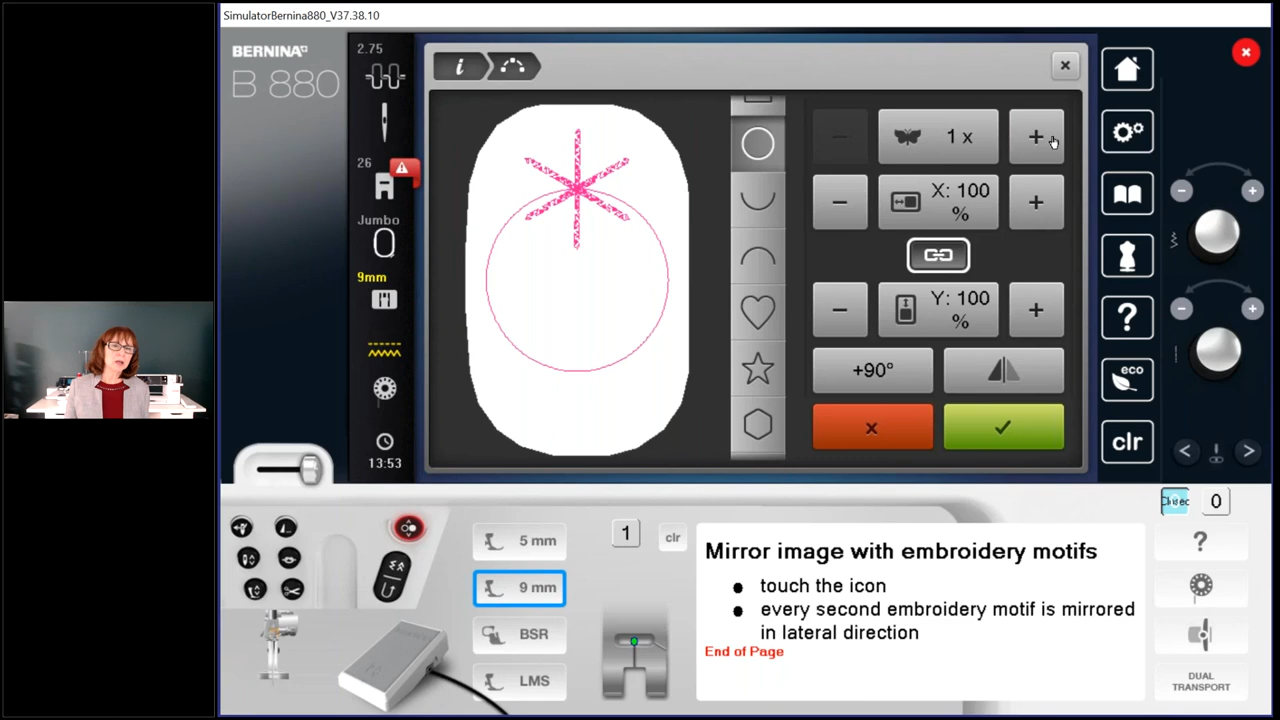 SimulatorBernina880_V37.38.10
BERNINA
B 880
2.75
26
Jumbo
9mm
13:53
i
1 x
X: 100
%
Y: 100
%
+90°
eco
clr
Closed
0
5 mm
9 mm
BSR
LMS
1
clr
Mirror image with embroidery motifs
● touch the icon
● every second embroidery motif is mirrored
in lateral direction
End of Page
DUAL
TRANSPORT